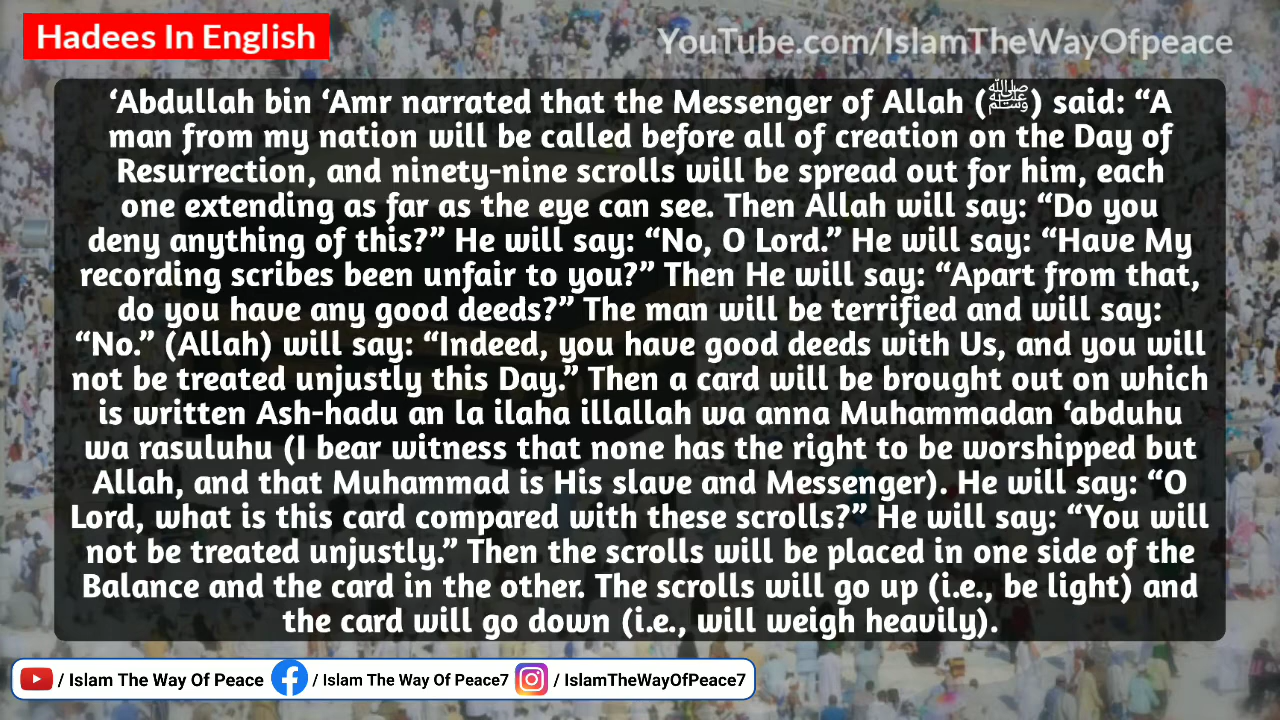 Hadees In English
YouTube.com/IslamTheWayOfpeace
‘Abdullah bin ‘Amr narrated that the Messenger of Allah (ﷺ) said: “A
man from my nation will be called before all of creation on the Day of
Resurrection, and ninety-nine scrolls will be spread out for him, each
one extending as far as the eye can see. Then Allah will say: “Do you
deny anything of this?” He will say: “No, O Lord.” He will say: “Have My
recording scribes been unfair to you?” Then He will say: “Apart from that,
do you have any good deeds?” The man will be terrified and will say:
“No.” (Allah) will say: “Indeed, you have good deeds with Us, and you will
not be treated unjustly this Day.” Then a card will be brought out on which
is written Ash-hadu an la ilaha illallah wa anna Muhammadan ‘abduhu
wa rasuluhu (I bear witness that none has the right to be worshipped but
Allah, and that Muhammad is His slave and Messenger). He will say: “O
Lord, what is this card compared with these scrolls?” He will say: “You will
not be treated unjustly.” Then the scrolls will be placed in one side of the
Balance and the card in the other. The scrolls will go up (i.e., be light) and
the card will go down (i.e., will weigh heavily).
/ Islam The Way Of Peace / Islam The Way Of Peace7 / IslamTheWayOfPeace7